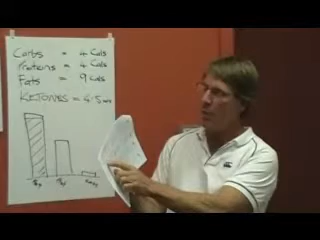 Carbs = 4 Cals
Proteins = 4 Cals
Fats = 9 Cals
KETONES = 4.5